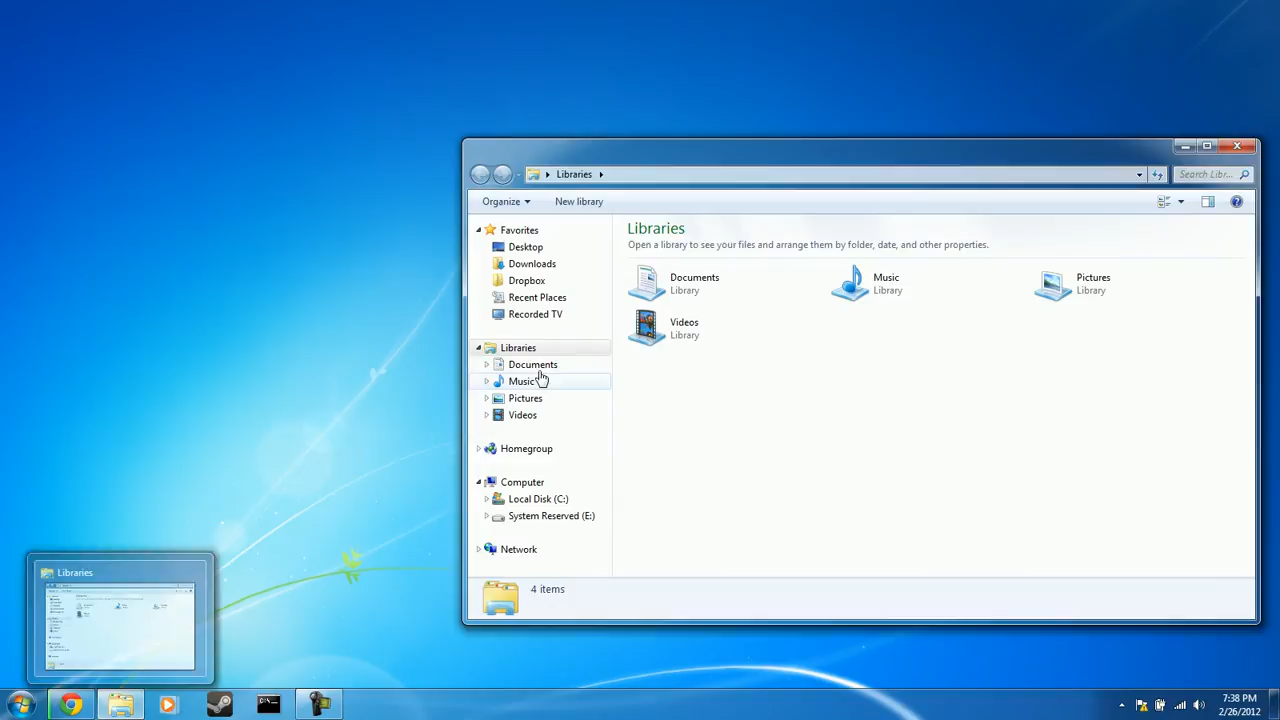 Libraries
Search Libr...
Organize
New library
Favorites
Desktop
Downloads
Dropbox
Recent Places
Recorded TV
Libraries
Documents
Music
Pictures
Videos
Homegroup
Computer
Local Disk (C:)
System Reserved (E:)
Network
Libraries
Open a library to see your files and arrange them by folder, date, and other properties.
Documents
Library
Music
Library
Pictures
Library
Videos
Library
4 items
Libraries
7:38 PM
2/26/2012